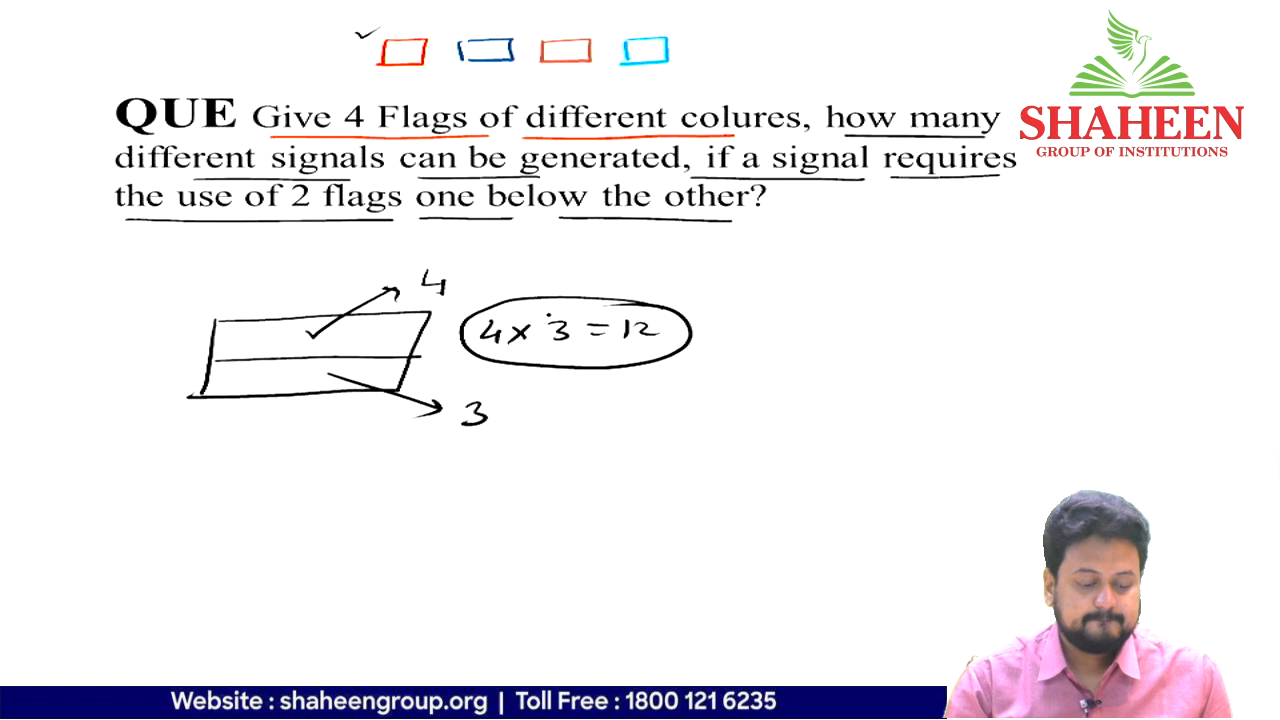 QUE Give 4 Flags of different colures, how many
different signals can be generated, if a signal requires
the use of 2 flags one below the other?
SHAHEEN
GROUP OF INSTITUTIONS
4
4 x 3 = 12
3
Website : shaheengroup.org | Toll Free : 1800 121 6235